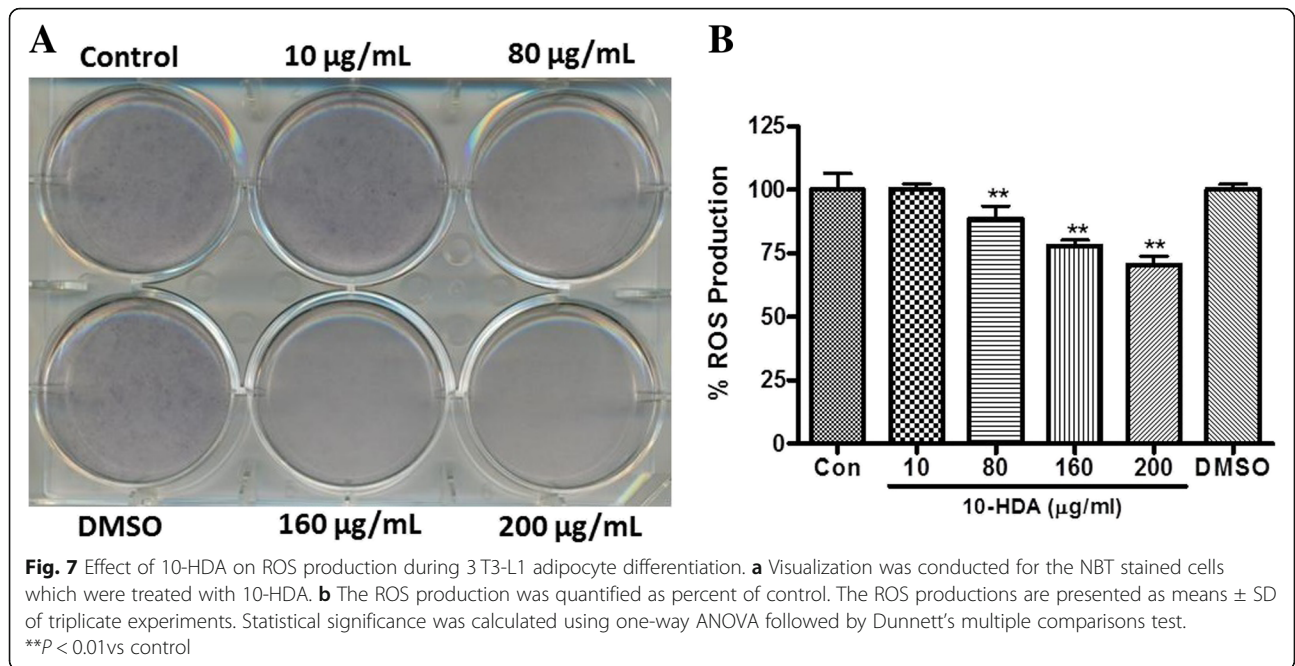 A
Control 10 µg/mL 80 µg/mL
DMSO 160 µg/mL 200 µg/mL
B
% ROS Production
125
100
75
50
25
0
** ** **
Con 10 80 160 200 DMSO
10-HDA (µg/ml)
Fig. 7 Effect of 10-HDA on ROS production during 3 T3-L1 adipocyte differentiation. a Visualization was conducted for the NBT stained cells
which were treated with 10-HDA. b The ROS production was quantified as percent of control. The ROS productions are presented as means ± SD
of triplicate experiments. Statistical significance was calculated using one-way ANOVA followed by Dunnett's multiple comparisons test.
**P < 0.01vs control